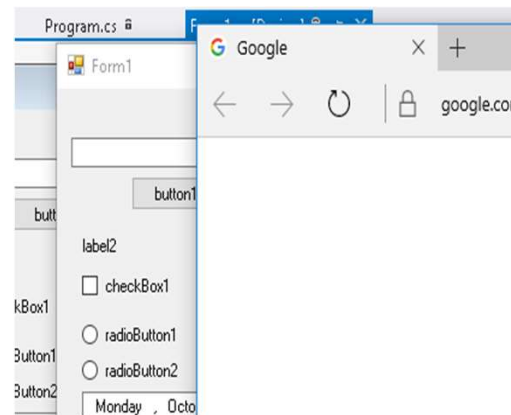 Program.cs
Google
Form1
google.co
button1
butt
label2
checkBox1
kBox1
radioButton1
Button1
radioButton2
Button2
Monday , Octo